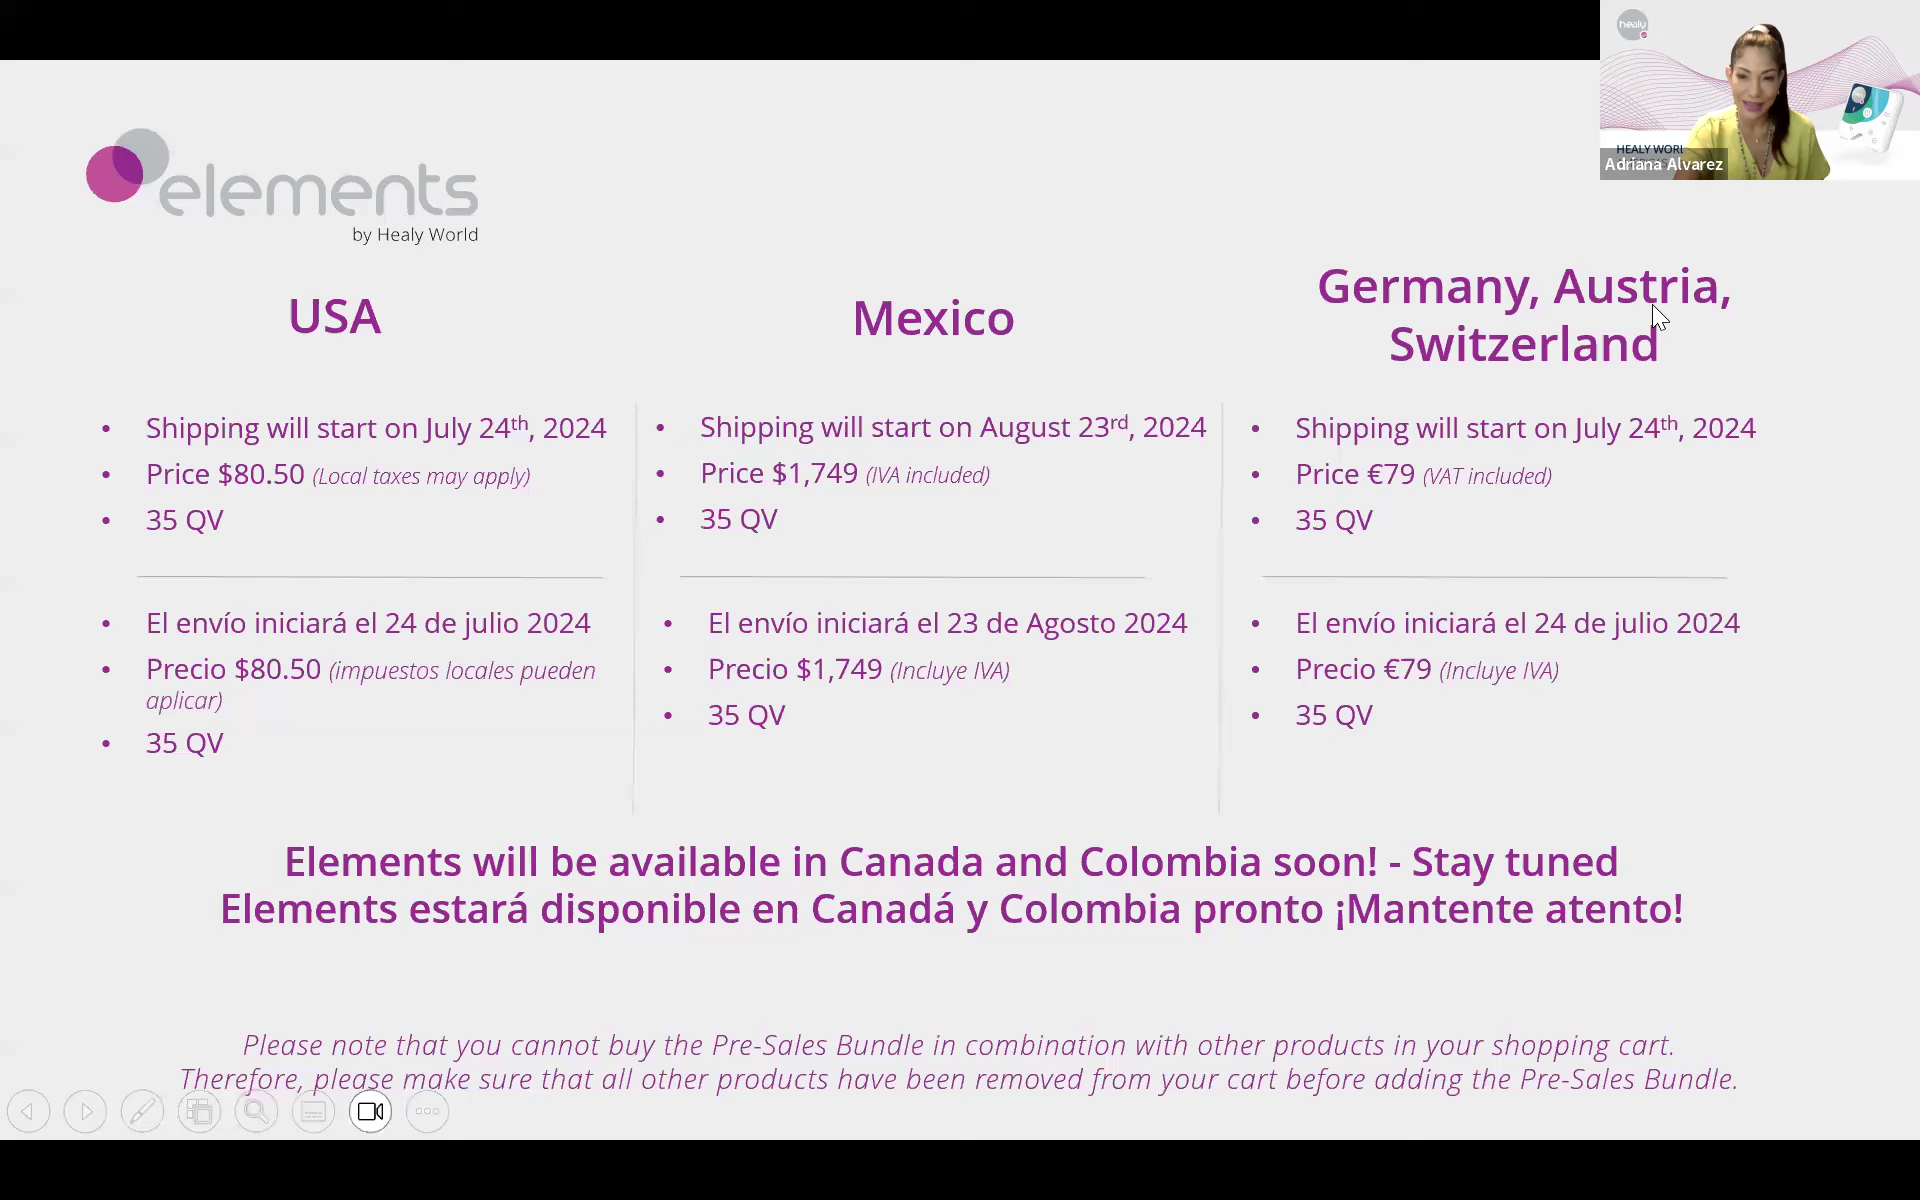 healy
HEALY WORL
Adriana Alvarez
elements
by Healy World
USA
• Shipping will start on July 24th, 2024
• Price $80.50 (Local taxes may apply)
• 35 QV
• El envío iniciará el 24 de julio 2024
• Precio $80.50 (impuestos locales pueden
aplicar)
• 35 QV
Mexico
• Shipping will start on August 23rd, 2024
• Price $1,749 (IVA included)
• 35 QV
• El envío iniciará el 23 de Agosto 2024
• Precio $1,749 (Incluye IVA)
• 35 QV
Germany, Austria,
Switzerland
• Shipping will start on July 24th, 2024
• Price €79 (VAT included)
• 35 QV
• El envío iniciará el 24 de julio 2024
• Precio €79 (Incluye IVA)
• 35 QV
Elements will be available in Canada and Colombia soon! - Stay tuned
Elements estará disponible en Canadá y Colombia pronto ¡Mantente atento!
Please note that you cannot buy the Pre-Sales Bundle in combination with other products in your shopping cart.
Therefore, please make sure that all other products have been removed from your cart before adding the Pre-Sales Bundle.